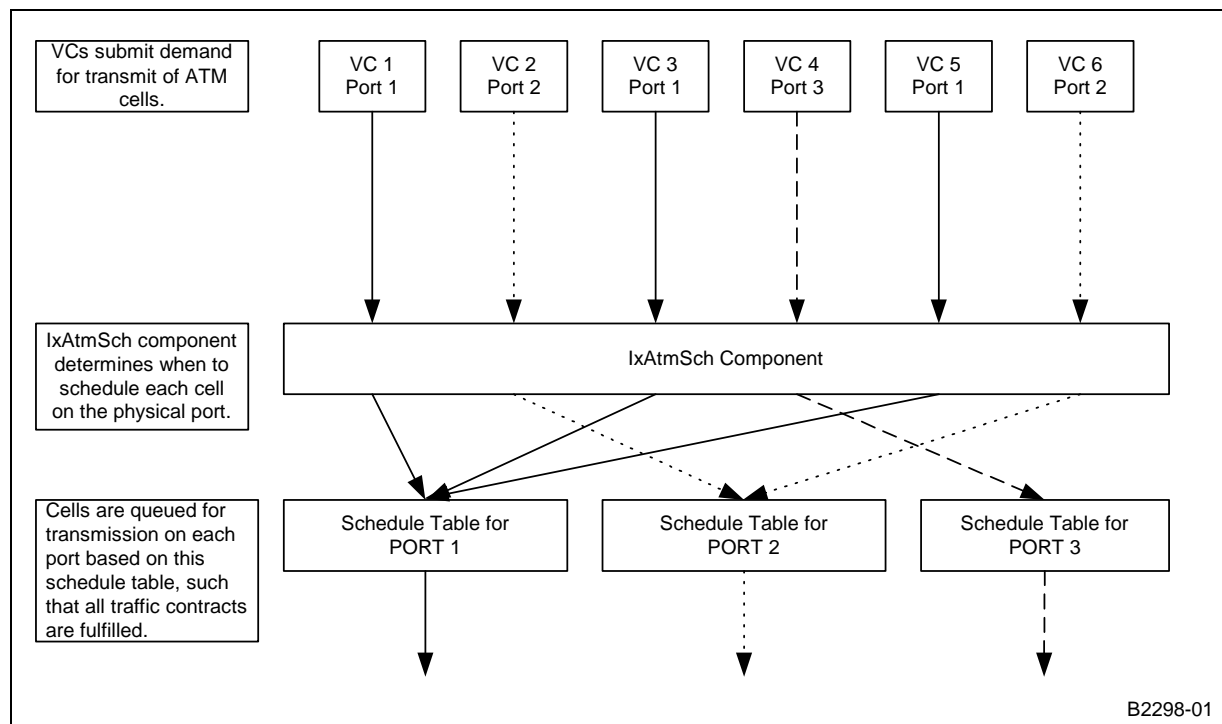 VCs submit demand
for transmit of ATM
cells.
VC 1
Port 1
VC 2
Port 2
VC 3
Port 1
VC 4
Port 3
VC 5
Port 1
VC 6
Port 2
IxAtmSch component
determines when to
schedule each cell
on the physical port.
IxAtmSch Component
Cells are queued for
transmission on each
port based on this
schedule table, such
that all traffic contracts
are fulfilled.
Schedule Table for
PORT 1
Schedule Table for
PORT 2
Schedule Table for
PORT 3
B2298-01